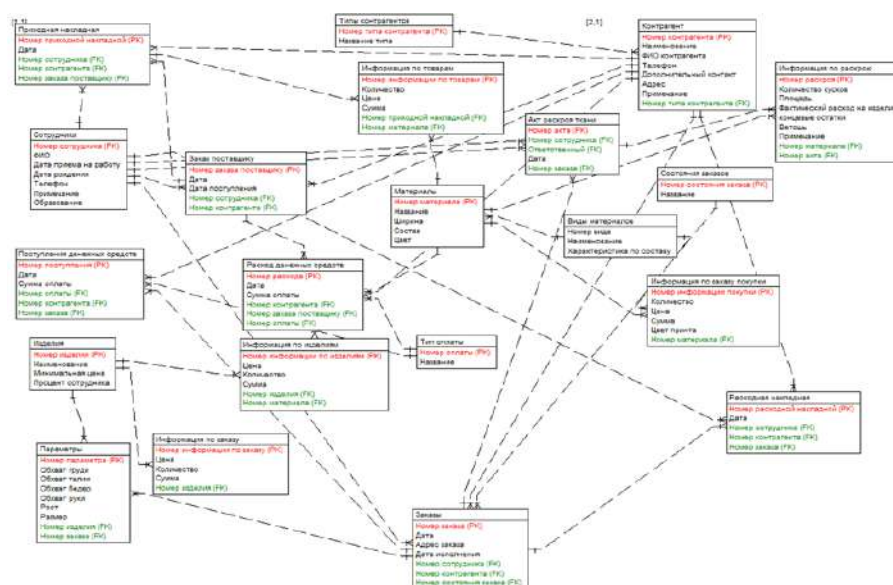 [1,1]
Приходная накладная
Номер приходной накладной (PK)
Дата
Номер сотрудника (FK)
Номер контрагента (FK)
Номер заказа поставщику (FK)
Типы контрагентов
Номер типа контрагента (PK)
Название типа
[2,1]
Контрагент
Номер контрагента (PK)
Наименование
ФИО контрагента
Телефон
Дополнительный контакт
Адрес
Примечание
Номер типа контрагента (FK)
Информация по товарам
Номер информации по товарам (PK)
Количество
Цена
Сумма
Номер приходной накладной (FK)
Номер материала (FK)
Информация по раскрою
Номер раскроя (PK)
Количество кусков
Площадь
Фактический расход на изделие
концевые остатки
Ветошь
Примечание
Номер материала (FK)
Номер акта (FK)
Сотрудники
Номер сотрудника (PK)
ФИО
Дата приема на работу
Дата рождения
Телефон
Примечание
Образование
Заказ поставщику
Номер заказа поставщику (PK)
Дата
Дата поступления
Номер сотрудника (FK)
Номер контрагента (FK)
Акт раскроя ткани
Номер акта (PK)
Номер сотрудника (FK)
Ответственный (FK)
Дата
Номер заказа (FK)
Материалы
Номер материала (PK)
Название
Ширина
Состав
Цвет
Состояния заказов
Номер состояния заказа (PK)
Название
Виды материалов
Номер вида
Наименование
Характеристика по составу
Поступления денежных средств
Номер поступления (PK)
Дата
Сумма оплаты
Номер оплаты (FK)
Номер контрагента (FK)
Номер заказа (FK)
Расход денежных средств
Номер расхода (PK)
Дата
Сумма оплаты
Номер контрагента (FK)
Номер заказа поставщику (FK)
Номер оплаты (FK)
Информация по заказу покупки
Номер информации покупки (PK)
Количество
Цена
Сумма
Цвет принта
Номер материала (FK)
Изделия
Номер изделия (PK)
Наименование
Минимальная цена
Процент сотрудника
Информация по изделиям
Номер информации по изделиям (PK)
Цена
Количество
Сумма
Номер изделия (FK)
Номер материала (FK)
Тип оплаты
Номер оплаты (PK)
Название
Расходная накладная
Номер расходной накладной (PK)
Дата
Номер сотрудника (FK)
Номер контрагента (FK)
Номер заказа (FK)
Параметры
Номер параметра (PK)
Обхват груди
Обхват талии
Обхват бедер
Обхват руки
Рост
Размер
Номер изделия (FK)
Номер заказа (FK)
Информация по заказу
Номер информации по заказу (PK)
Цена
Количество
Сумма
Номер изделия (FK)
Заказы
Номер заказа (PK)
Дата
Адрес заказа
Дата исполнения
Номер сотрудника (FK)
Номер контрагента (FK)
Номер состояния заказа (FK)